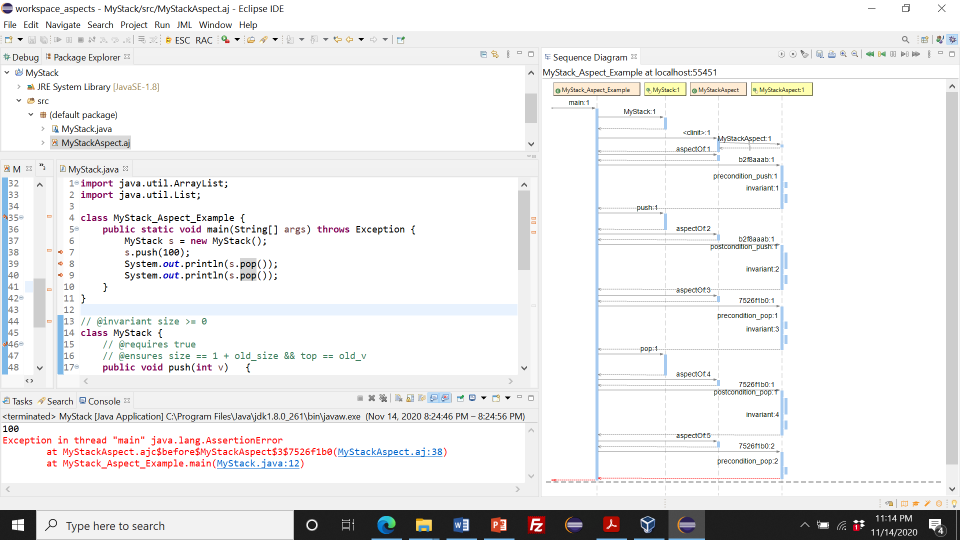 workspace_aspects - MyStack/src/MyStackAspect.aj - Eclipse IDE
File Edit Navigate Search Project Run JML Window Help
ESC RAC
Debug Package Explorer
MyStack
JRE System Library [JavaSE-1.8]
src
(default package)
MyStack.java
MyStackAspect.aj
M
32
33
34
35
36
37
38
39
40
41
42
43
44
45
46
47
48
MyStack.java
1 import java.util.ArrayList;
2 import java.util.List;
3
4 class MyStack_Aspect_Example {
5 public static void main(String[] args) throws Exception {
6 MyStack s = new MyStack();
7 s.push(100);
8 System.out.println(s.pop());
9 System.out.println(s.pop());
10 }
11 }
12
13 // @invariant size >= 0
14 class MyStack {
15 // @requires true
16 // @ensures size == 1 + old_size && top == old_v
17 public void push(int v) {
Tasks Search Console
<terminated> MyStack [Java Application] C:\Program Files\Java\jdk1.8.0_261\bin\javaw.exe (Nov 14, 2020 8:24:46 PM – 8:24:56 PM)
100
Exception in thread "main" java.lang.AssertionError
at MyStackAspect.ajc$before$MyStackAspect$3$7526f1b0(MyStackAspect.aj:38)
at MyStack_Aspect_Example.main(MyStack.java:12)
Sequence Diagram
MyStack_Aspect_Example at localhost:55451
MyStack_Aspect_Example MyStack:1 MyStackAspect MyStackAspect:1
main:1
MyStack:1
<clinit>:1
MyStackAspect:1
aspectOf:1
b2f8aaab:1
precondition_push:1
invariant:1
push:1
aspectOf:2
b2f8aaab:1
postcondition_push:1
invariant:2
aspectOf:3
7526f1b0:1
precondition_pop:1
invariant:3
pop:1
aspectOf:4
7526f1b0:1
postcondition_pop:1
invariant:4
aspectOf:5
7526f1b0:2
precondition_pop:2
Type here to search
11:14 PM
11/14/2020
4